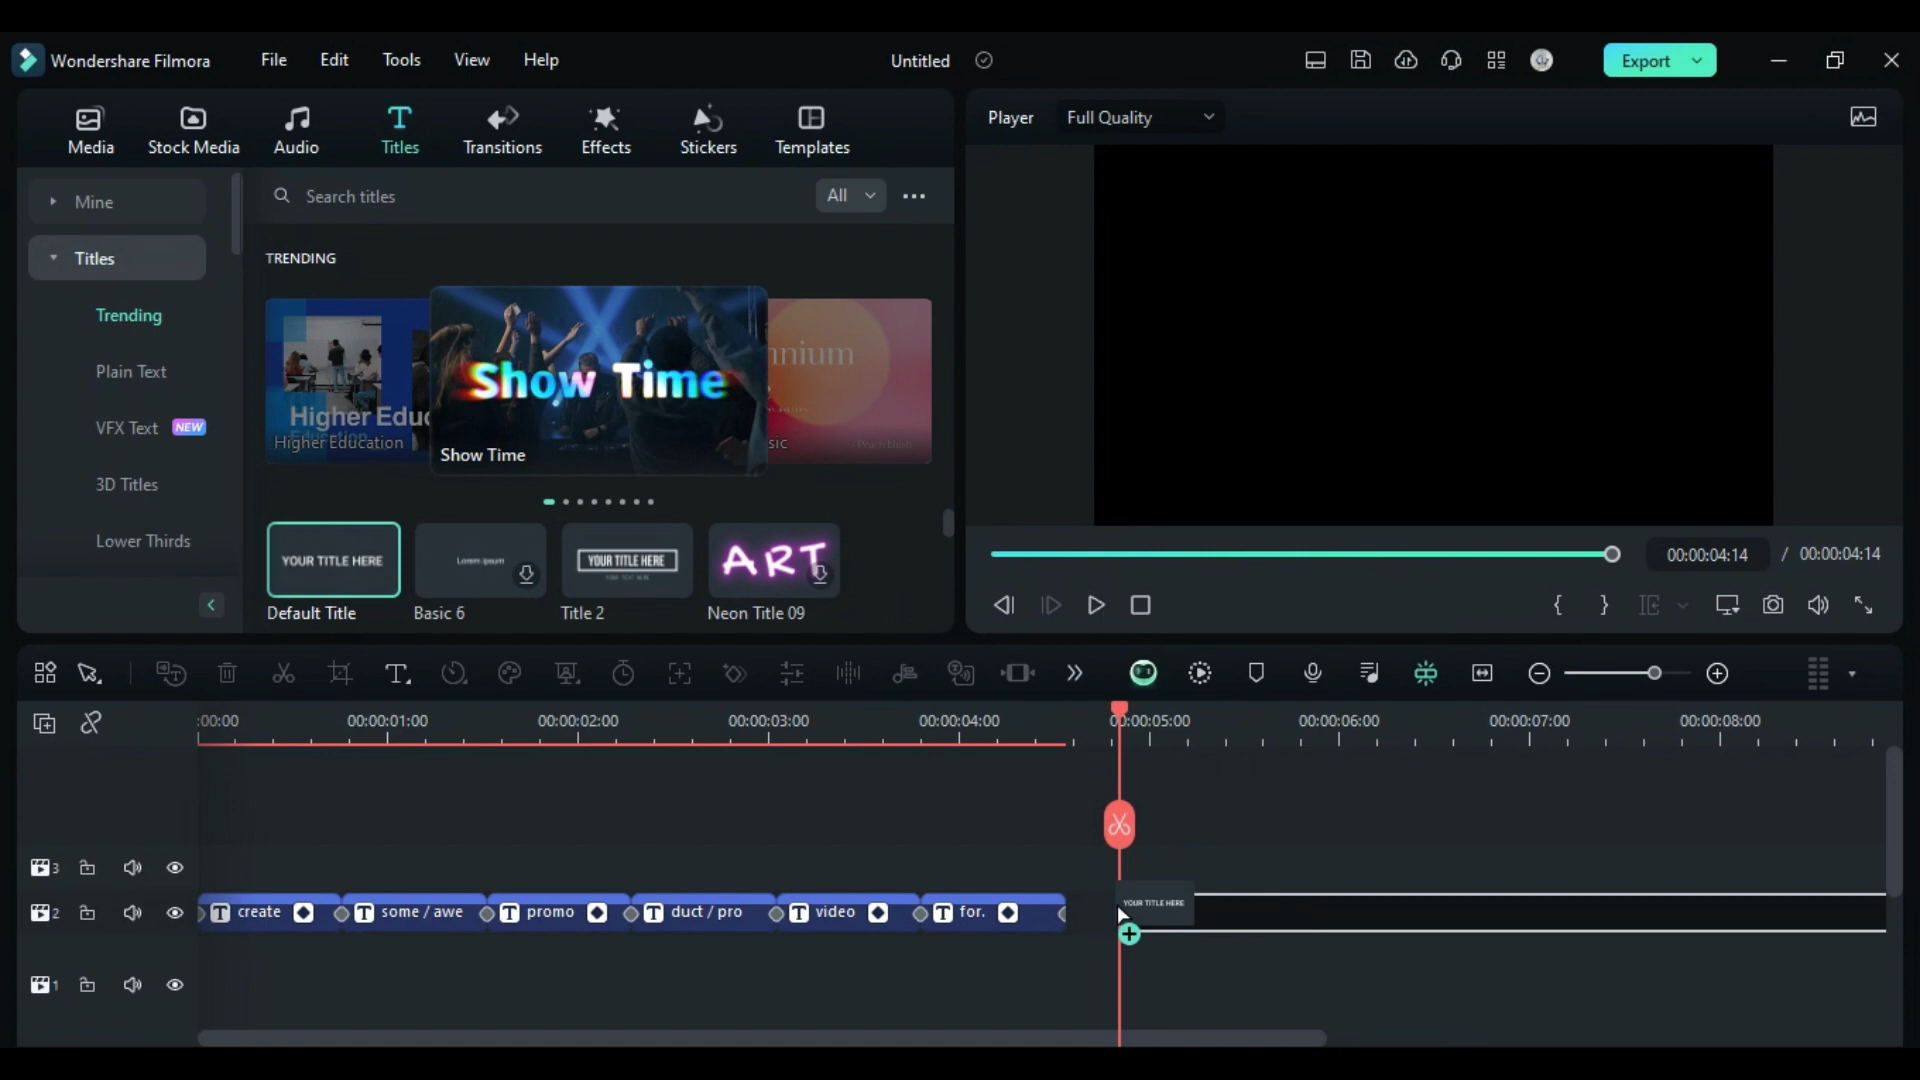 Wondershare Filmora
File
Edit
Tools
View
Help
Untitled
Export
Media
Stock Media
Audio
Titles
Transitions
Effects
Stickers
Templates
Player
Full Quality
Mine
Titles
Trending
Plain Text
VFX Text
NEW
3D Titles
Lower Thirds
Search titles
All
TRENDING
Higher Educ
Higher Education
Show Time
Show Time
nnium
sic
YOUR TITLE HERE
Default Title
Lorem ipsum
Basic 6
YOUR TITLE HERE
Title 2
ART
Neon Title 09
00:00:04:14
/
00:00:04:14
:00:00
00:00:01:00
00:00:02:00
00:00:03:00
00:00:04:00
00:00:05:00
00:00:06:00
00:00:07:00
00:00:08:00
3
2
T create
T some / awe
T promo
T duct / pro
T video
T for.
YOUR TITLE HERE
1